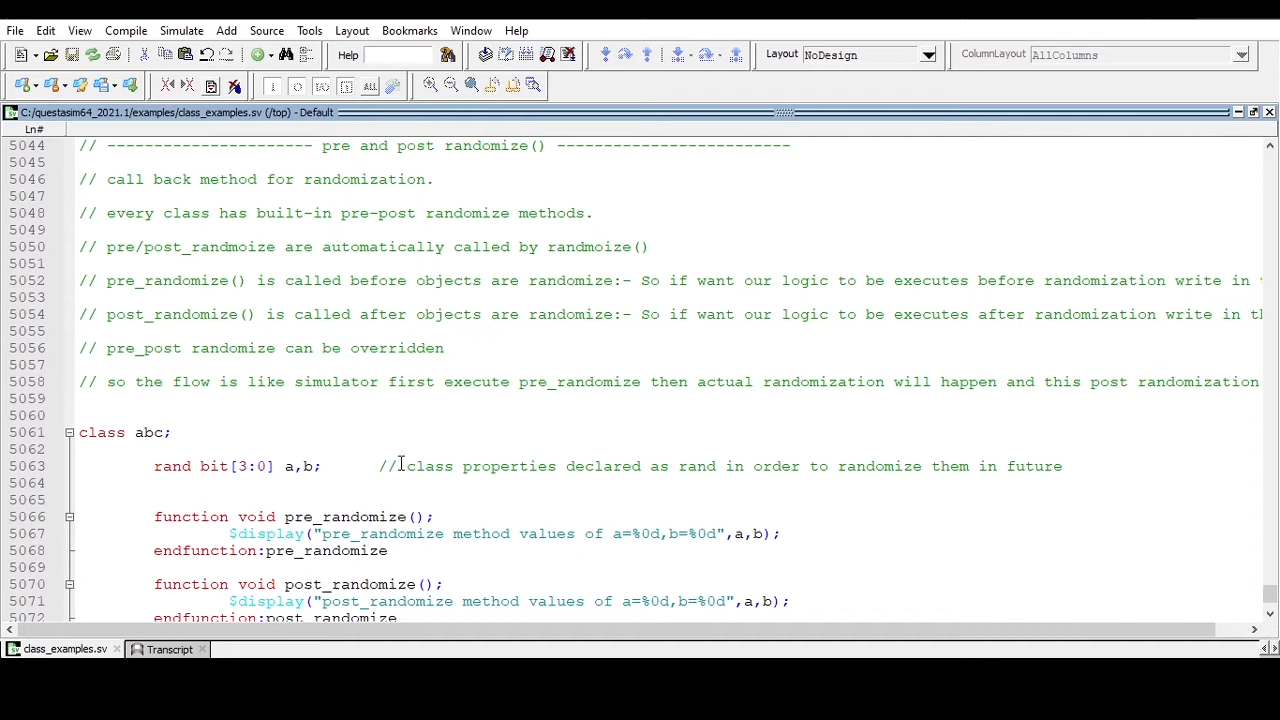 File Edit View Compile Simulate Add Source Tools Layout Bookmarks Window Help
Help Layout NoDesign ColumnLayout AllColumns
C:/questasim64_2021.1/examples/class_examples.sv (/top) - Default
Ln#
5044 // ---------------------- pre and post randomize() -------------------------
5045
5046 // call back method for randomization.
5047
5048 // every class has built-in pre-post randomize methods.
5049
5050 // pre/post_randmoize are automatically called by randmoize()
5051
5052 // pre_randomize() is called before objects are randomize:- So if want our logic to be executes before randomization write in
5053
5054 // post_randomize() is called after objects are randomize:- So if want our logic to be executes after randomization write in
5055
5056 // pre_post randomize can be overridden
5057
5058 // so the flow is like simulator first execute pre_randomize then actual randomization will happen and this post randomization
5059
5060
5061 class abc;
5062
5063 rand bit[3:0] a,b; // class properties declared as rand in order to randomize them in future
5064
5065
5066 function void pre_randomize();
5067 $display("pre_randomize method values of a=%0d,b=%0d",a,b);
5068 endfunction:pre_randomize
5069
5070 function void post_randomize();
5071 $display("post_randomize method values of a=%0d,b=%0d",a,b);
5072 endfunction:post_randomize
class_examples.sv Transcript